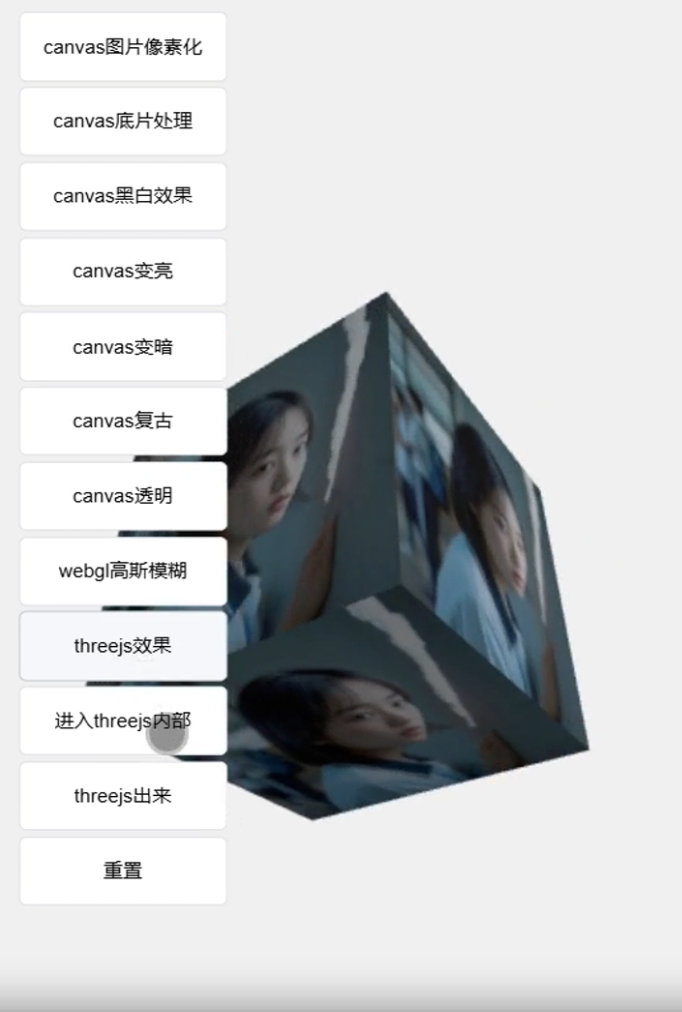 canvas图片像素化
canvas底片处理
canvas黑白效果
canvas变亮
canvas变暗
canvas复古
canvas透明
webgl高斯模糊
threejs效果
进入threejs内部
threejs出来
重置